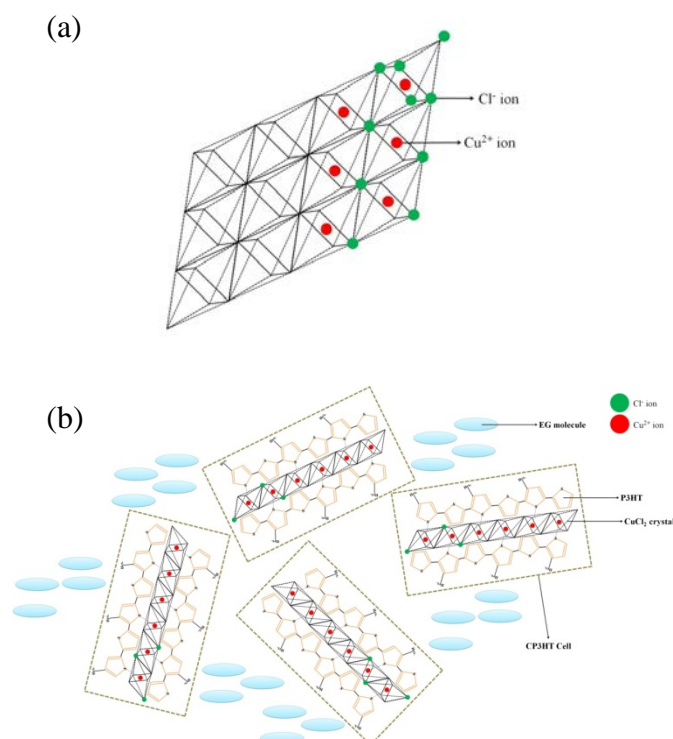 (a)
Cl⁻ ion
Cu²⁺ ion
(b)
Cl⁻ ion
Cu²⁺ ion
EG molecule
P3HT
CuCl₂ crystal
CP3HT Cell